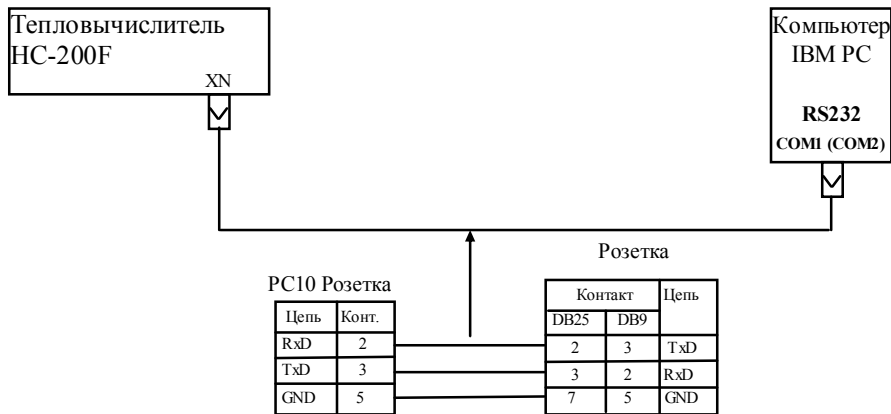 Тепловычислитель
НС-200F
XN
Компьютер
IBM PC
RS232
COM1 (COM2)
РС10 Розетка
Цепь Конт.
RxD 2
TxD 3
GND 5
Розетка
Контакт Цепь
DB25 DB9
2 3 TxD
3 2 RxD
7 5 GND